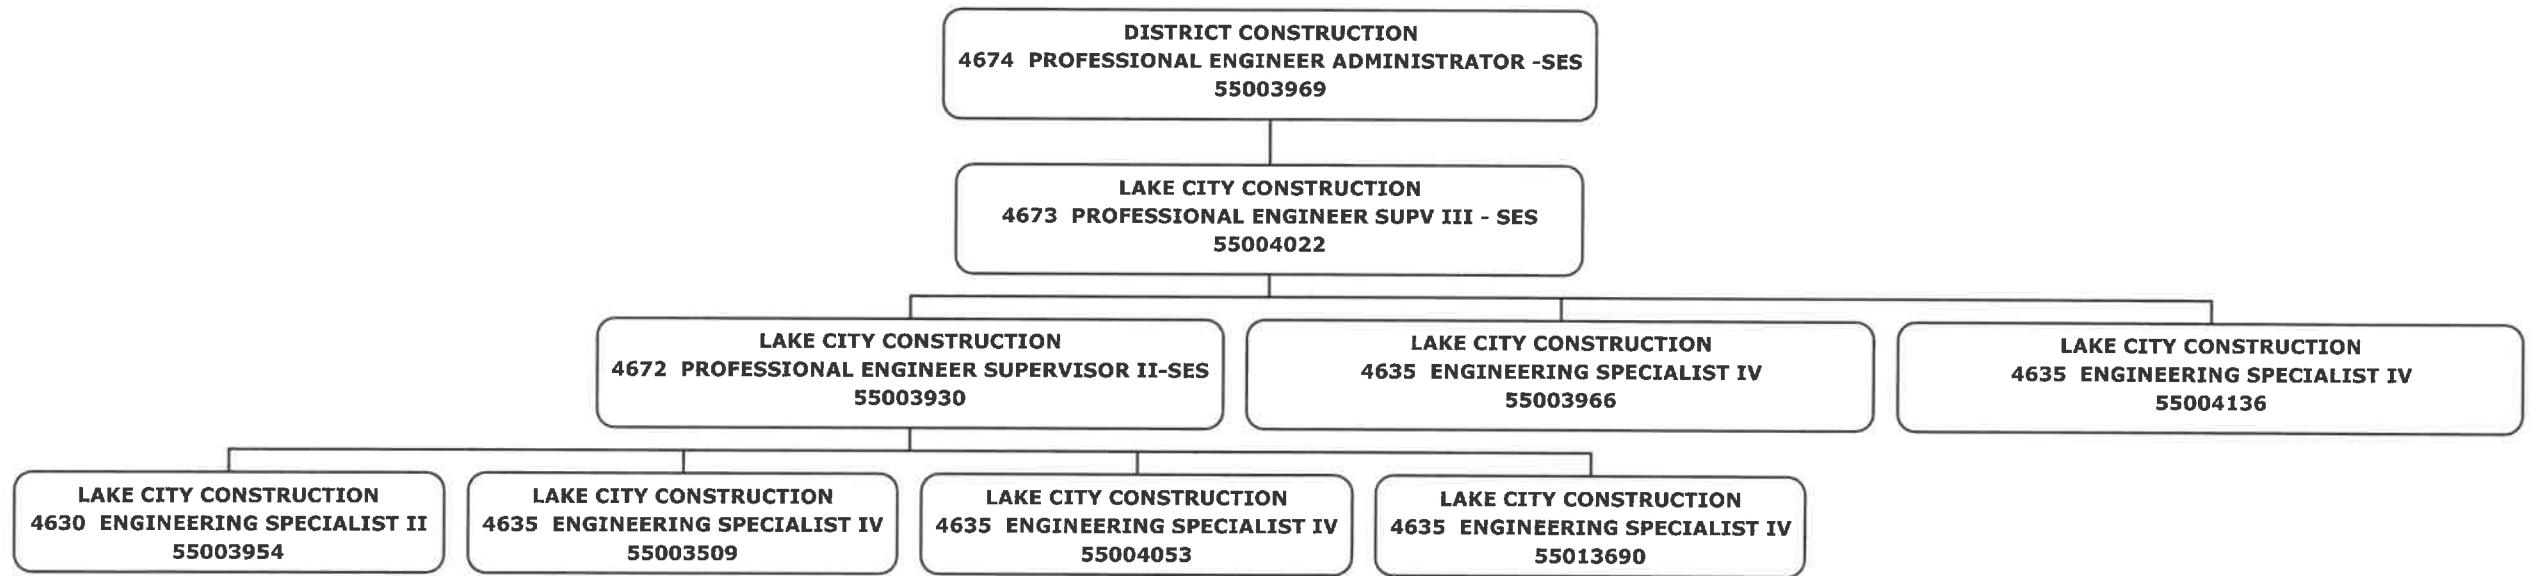 DISTRICT CONSTRUCTION
4674 PROFESSIONAL ENGINEER ADMINISTRATOR -SES
55003969
LAKE CITY CONSTRUCTION
4673 PROFESSIONAL ENGINEER SUPV III - SES
55004022
LAKE CITY CONSTRUCTION
4672 PROFESSIONAL ENGINEER SUPERVISOR II-SES
55003930
LAKE CITY CONSTRUCTION
4635 ENGINEERING SPECIALIST IV
55003966
LAKE CITY CONSTRUCTION
4635 ENGINEERING SPECIALIST IV
55004136
LAKE CITY CONSTRUCTION
4630 ENGINEERING SPECIALIST II
55003954
LAKE CITY CONSTRUCTION
4635 ENGINEERING SPECIALIST IV
55003509
LAKE CITY CONSTRUCTION
4635 ENGINEERING SPECIALIST IV
55004053
LAKE CITY CONSTRUCTION
4635 ENGINEERING SPECIALIST IV
55013690